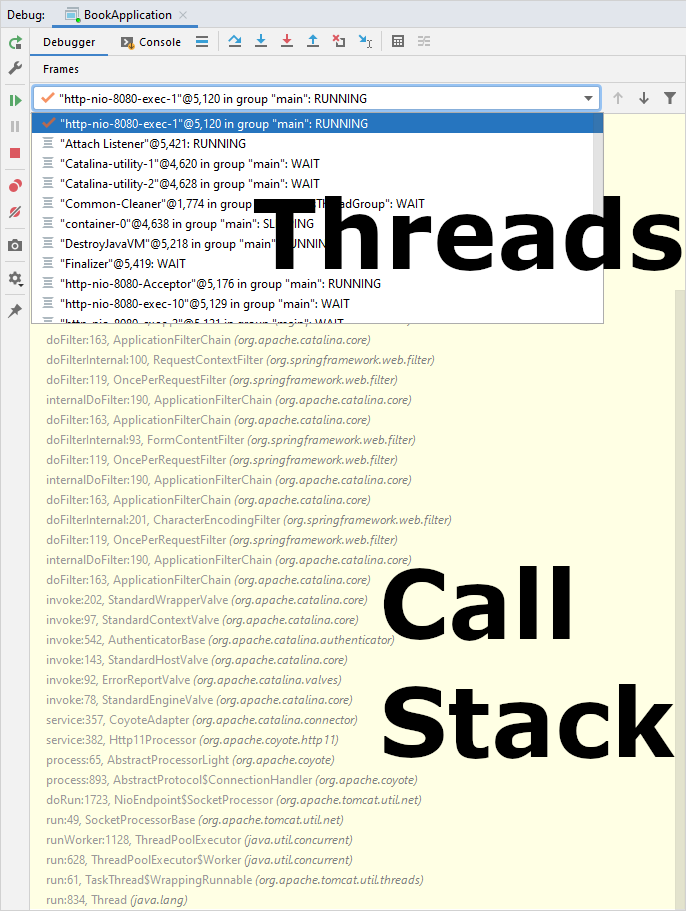 Debug: BookApplication
Debugger Console
Frames
"http-nio-8080-exec-1"@5,120 in group "main": RUNNING
"http-nio-8080-exec-1"@5,120 in group "main": RUNNING
"Attach Listener"@5,421: RUNNING
"Catalina-utility-1"@4,620 in group "main": WAIT
"Catalina-utility-2"@4,628 in group "main": WAIT
"Common-Cleaner"@1,774 in group WAIT
"container-0"@4,638 in group "main":
"DestroyJavaVM"@5,218 in group "main":
"Finalizer"@5,419: WAIT
"http-nio-8080-Acceptor"@5,176 in group "main": RUNNING
"http-nio-8080-exec-10"@5,129 in group "main": WAIT
Threads
doFilter:163, ApplicationFilterChain (org.apache.catalina.core)
doFilterInternal:100, RequestContextFilter (org.springframework.web.filter)
doFilter:119, OncePerRequestFilter (org.springframework.web.filter)
internalDoFilter:190, ApplicationFilterChain (org.apache.catalina.core)
doFilter:163, ApplicationFilterChain (org.apache.catalina.core)
doFilterInternal:93, FormContentFilter (org.springframework.web.filter)
doFilter:119, OncePerRequestFilter (org.springframework.web.filter)
internalDoFilter:190, ApplicationFilterChain (org.apache.catalina.core)
doFilter:163, ApplicationFilterChain (org.apache.catalina.core)
doFilterInternal:201, CharacterEncodingFilter (org.springframework.web.filter)
doFilter:119, OncePerRequestFilter (org.springframework.web.filter)
internalDoFilter:190, ApplicationFilterChain (org.apache.catalina.core)
doFilter:163, ApplicationFilterChain (org.apache.catalina.core)
invoke:202, StandardWrapperValve (org.apache.catalina.core)
invoke:97, StandardContextValve (org.apache.catalina.core)
invoke:542, AuthenticatorBase (org.apache.catalina.authenticator)
invoke:143, StandardHostValve (org.apache.catalina.core)
invoke:92, ErrorReportValve (org.apache.catalina.valves)
invoke:78, StandardEngineValve (org.apache.catalina.core)
service:357, CoyoteAdapter (org.apache.catalina.connector)
service:382, Http11Processor (org.apache.coyote.http11)
process:65, AbstractProcessorLight (org.apache.coyote)
process:893, AbstractProtocol$ConnectionHandler (org.apache.coyote)
doRun:1723, NioEndpoint$SocketProcessor (org.apache.tomcat.util.net)
run:49, SocketProcessorBase (org.apache.tomcat.util.net)
runWorker:1128, ThreadPoolExecutor (java.util.concurrent)
run:628, ThreadPoolExecutor$Worker (java.util.concurrent)
run:61, TaskThread$WrappingRunnable (org.apache.tomcat.util.threads)
run:834, Thread (java.lang)
Call
Stack